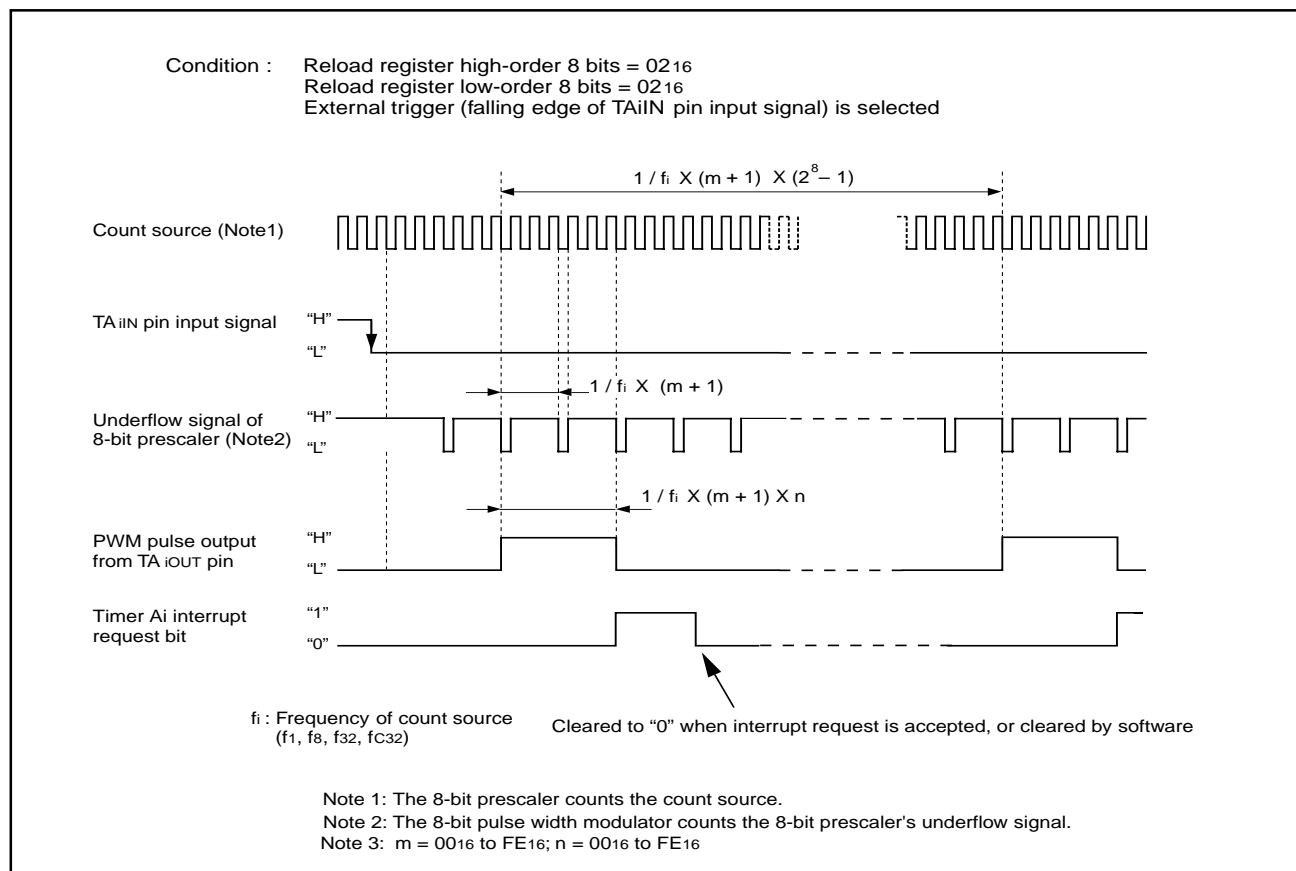 Condition : Reload register high-order 8 bits = 0216
Reload register low-order 8 bits = 0216
External trigger (falling edge of TAiIN pin input signal) is selected
1 / fi X (m + 1) X (2⁸ – 1)
Count source (Note1)
TAiIN pin input signal
“H”
“L”
1 / fi X (m + 1)
Underflow signal of
8-bit prescaler (Note2)
“H”
“L”
1 / fi X (m + 1) X n
PWM pulse output
from TAiOUT pin
“H”
“L”
Timer Ai interrupt
request bit
“1”
“0”
fi : Frequency of count source
(f1, f8, f32, fC32)
Cleared to “0” when interrupt request is accepted, or cleared by software
Note 1: The 8-bit prescaler counts the count source.
Note 2: The 8-bit pulse width modulator counts the 8-bit prescaler's underflow signal.
Note 3: m = 0016 to FE16; n = 0016 to FE16